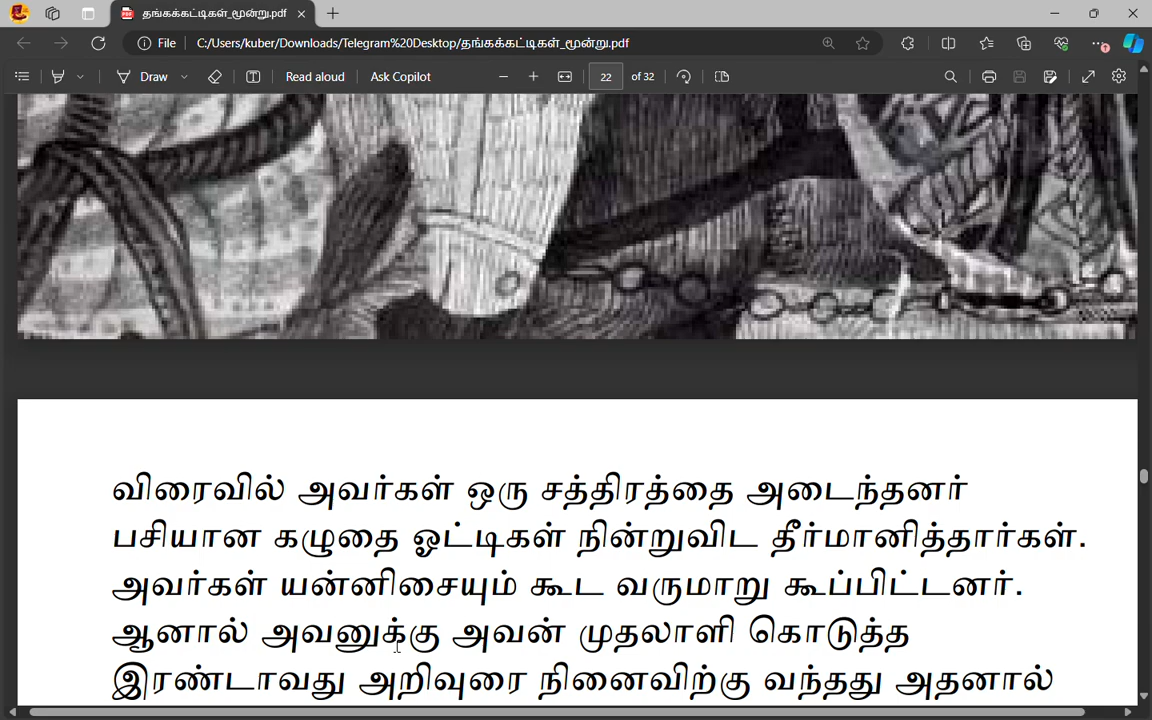 தங்கக்கட்டிகள்_மூன்று.pdf
File
C:/Users/kuber/Downloads/Telegram%20Desktop/தங்கக்கட்டிகள்_மூன்று.pdf
Draw
Read aloud
Ask Copilot
22
of 32
விரைவில் அவர்கள் ஒரு சத்திரத்தை அடைந்தனர்
பசியான கழுதை ஓட்டிகள் நின்றுவிட தீர்மானித்தார்கள்.
அவர்கள் யன்னிசையும் கூட வருமாறு கூப்பிட்டனர்.
ஆனால் அவனுக்கு அவன் முதலாளி கொடுத்த
இரண்டாவது அறிவுரை நினைவிற்கு வந்தது அதனால்